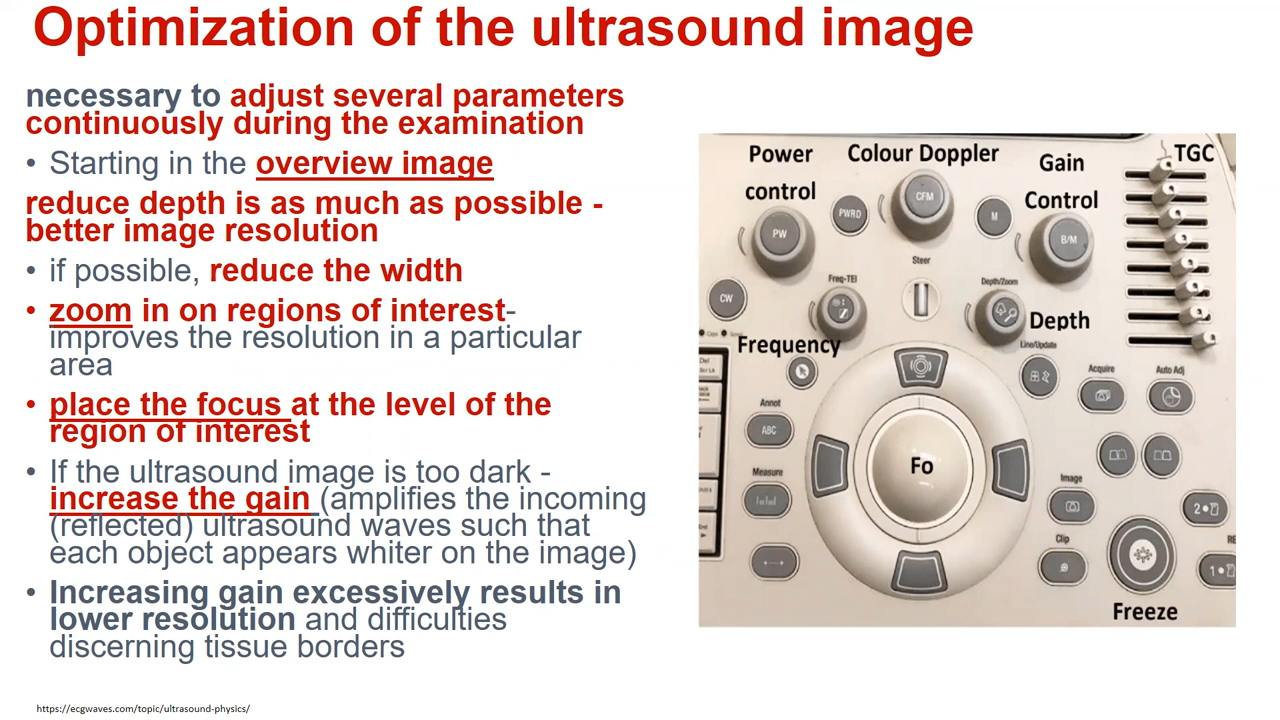 Optimization of the ultrasound image
necessary to adjust several parameters
continuously during the examination
• Starting in the overview image
reduce depth is as much as possible -
better image resolution
• if possible, reduce the width
• zoom in on regions of interest-
improves the resolution in a particular
area
• place the focus at the level of the
region of interest
• If the ultrasound image is too dark -
increase the gain (amplifies the incoming
(reflected) ultrasound waves such that
each object appears whiter on the image)
• Increasing gain excessively results in
lower resolution and difficulties
discerning tissue borders
https://ecgwaves.com/topic/ultrasound-physics/
Power
control
Colour Doppler
Gain
Control
TGC
PW
PWRD
CFM
M
B/M
Steer
CW
Freq-TEI
Depth/Zoom
Depth
Frequency
Line/Update
Acquire
Auto Adj
Annot
ABC
Fo
Measure
Image
Clip
2
1
Freeze